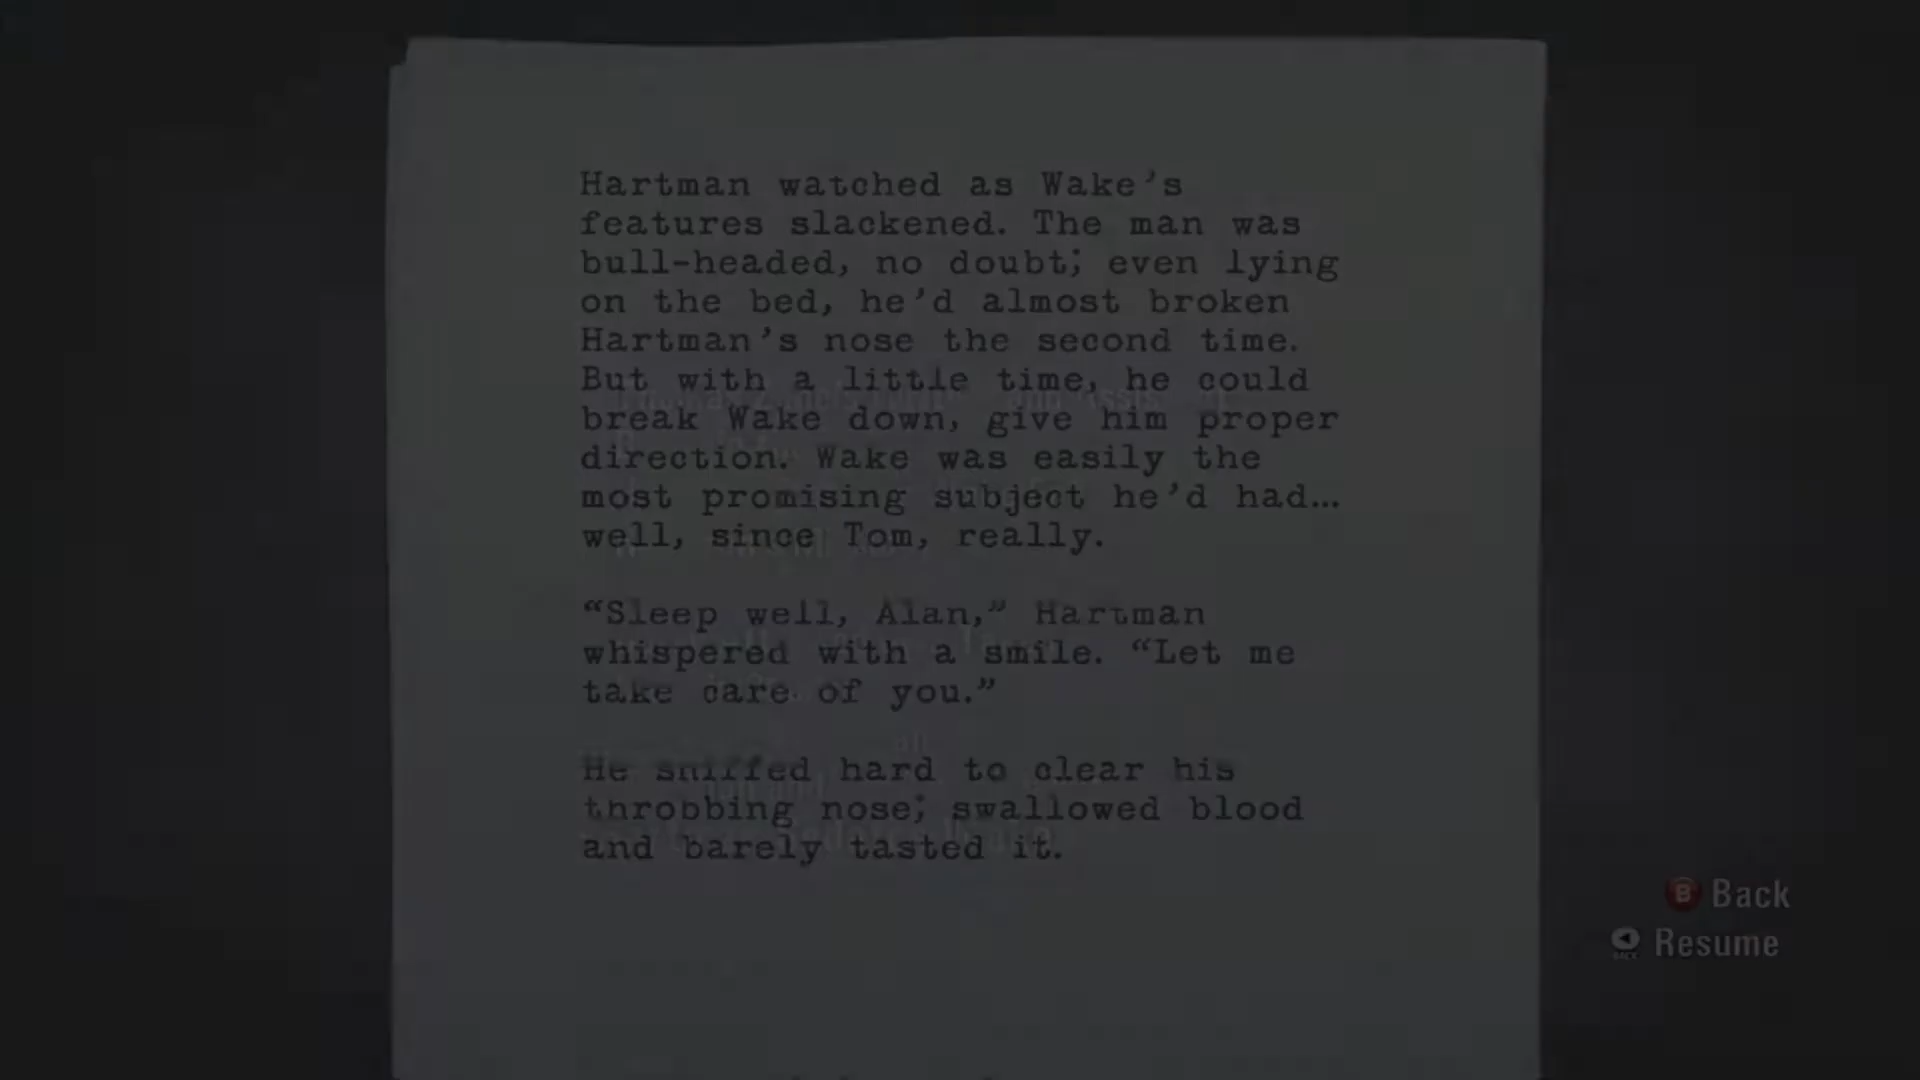 Hartman watched as Wake's
features slackened. The man was
bull-headed, no doubt; even lying
on the bed, he'd almost broken
Hartman's nose the second time.
But with a little time, he could
break Wake down, give him proper
direction. Wake was easily the
most promising subject he'd had…
well, since Tom, really.
“Sleep well, Alan,” Hartman
whispered with a smile. “Let me
take care of you.”
He sniffed hard to clear his
throbbing nose; swallowed blood
and barely tasted it.
B Back
BACK Resume